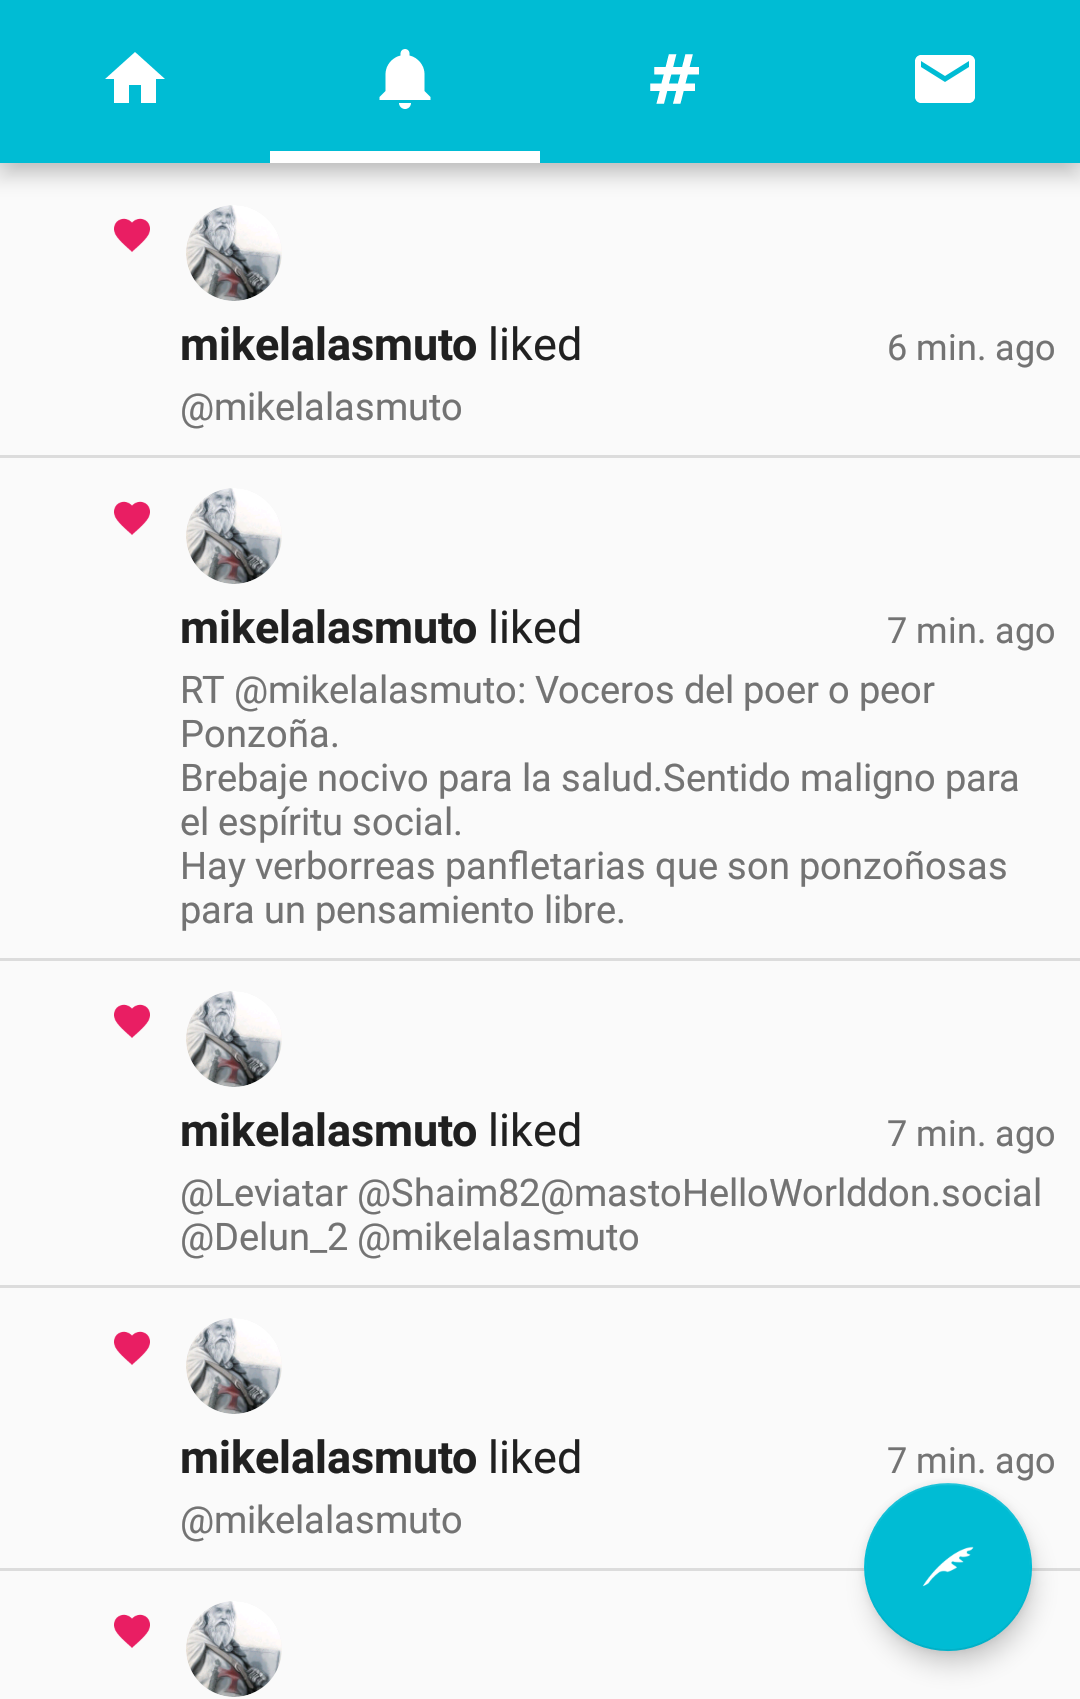 #
mikelalasmuto liked 6 min. ago
@mikelalasmuto
mikelalasmuto liked 7 min. ago
RT @mikelalasmuto: Voceros del poer o peor
Ponzoña.
Brebaje nocivo para la salud.Sentido maligno para
el espíritu social.
Hay verborreas panfletarias que son ponzoñosas
para un pensamiento libre.
mikelalasmuto liked 7 min. ago
@Leviatar @Shaim82@mastoHelloWorlddon.social
@Delun_2 @mikelalasmuto
mikelalasmuto liked 7 min. ago
@mikelalasmuto